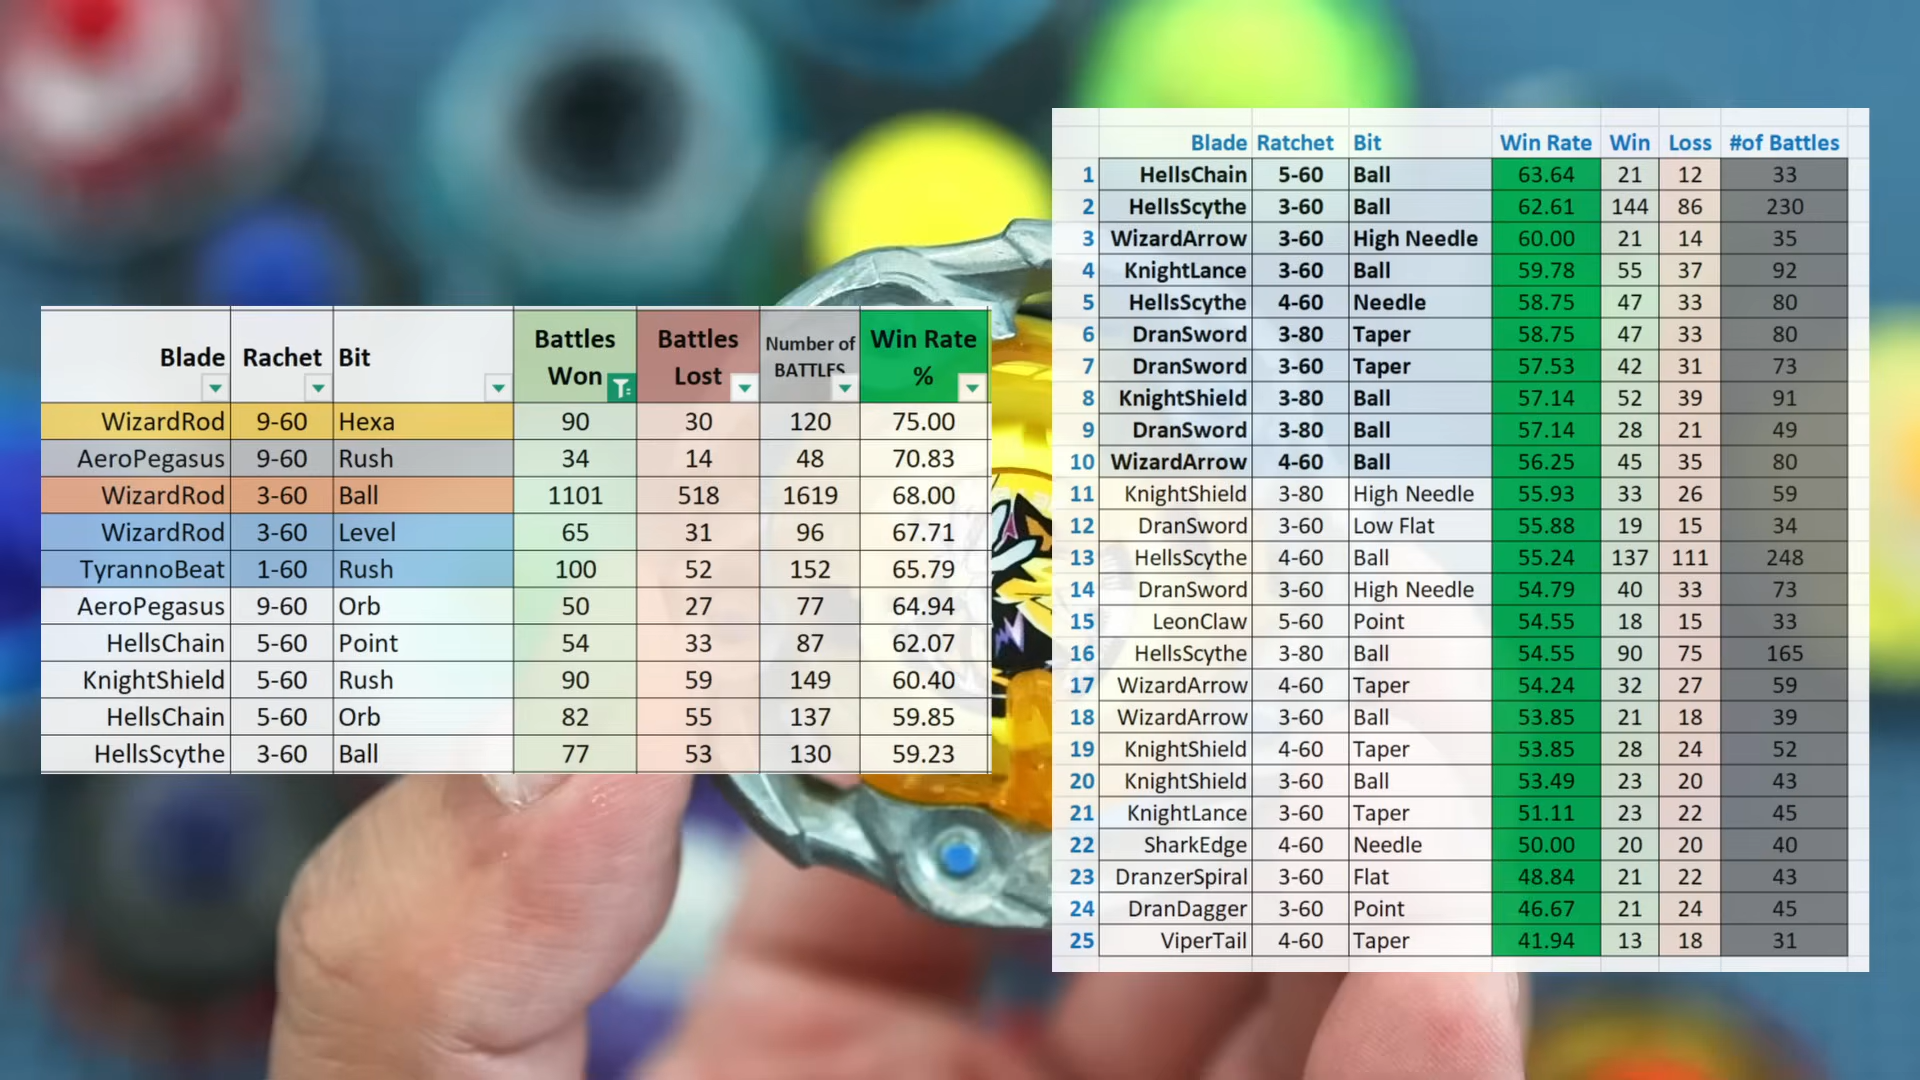 Blade Rachet Bit Battles Won Battles Lost Number of BATTLES Win Rate %
WizardRod 9-60 Hexa 90 30 120 75.00
AeroPegasus 9-60 Rush 34 14 48 70.83
WizardRod 3-60 Ball 1101 518 1619 68.00
WizardRod 3-60 Level 65 31 96 67.71
TyrannoBeat 1-60 Rush 100 52 152 65.79
AeroPegasus 9-60 Orb 50 27 77 64.94
HellsChain 5-60 Point 54 33 87 62.07
KnightShield 5-60 Rush 90 59 149 60.40
HellsChain 5-60 Orb 82 55 137 59.85
HellsScythe 3-60 Ball 77 53 130 59.23
Blade Ratchet Bit Win Rate Win Loss #of Battles
1 HellsChain 5-60 Ball 63.64 21 12 33
2 HellsScythe 3-60 Ball 62.61 144 86 230
3 WizardArrow 3-60 High Needle 60.00 21 14 35
4 KnightLance 3-60 Ball 59.78 55 37 92
5 HellsScythe 4-60 Needle 58.75 47 33 80
6 DranSword 3-80 Taper 58.75 47 33 80
7 DranSword 3-60 Taper 57.53 42 31 73
8 KnightShield 3-80 Ball 57.14 52 39 91
9 DranSword 3-80 Ball 57.14 28 21 49
10 WizardArrow 4-60 Ball 56.25 45 35 80
11 KnightShield 3-80 High Needle 55.93 33 26 59
12 DranSword 3-60 Low Flat 55.88 19 15 34
13 HellsScythe 4-60 Ball 55.24 137 111 248
14 DranSword 3-60 High Needle 54.79 40 33 73
15 LeonClaw 5-60 Point 54.55 18 15 33
16 HellsScythe 3-80 Ball 54.55 90 75 165
17 WizardArrow 4-60 Taper 54.24 32 27 59
18 WizardArrow 3-60 Ball 53.85 21 18 39
19 KnightShield 4-60 Taper 53.85 28 24 52
20 KnightShield 3-60 Ball 53.49 23 20 43
21 KnightLance 3-60 Taper 51.11 23 22 45
22 SharkEdge 4-60 Needle 50.00 20 20 40
23 DranzerSpiral 3-60 Flat 48.84 21 22 43
24 DranDagger 3-60 Point 46.67 21 24 45
25 ViperTail 4-60 Taper 41.94 13 18 31